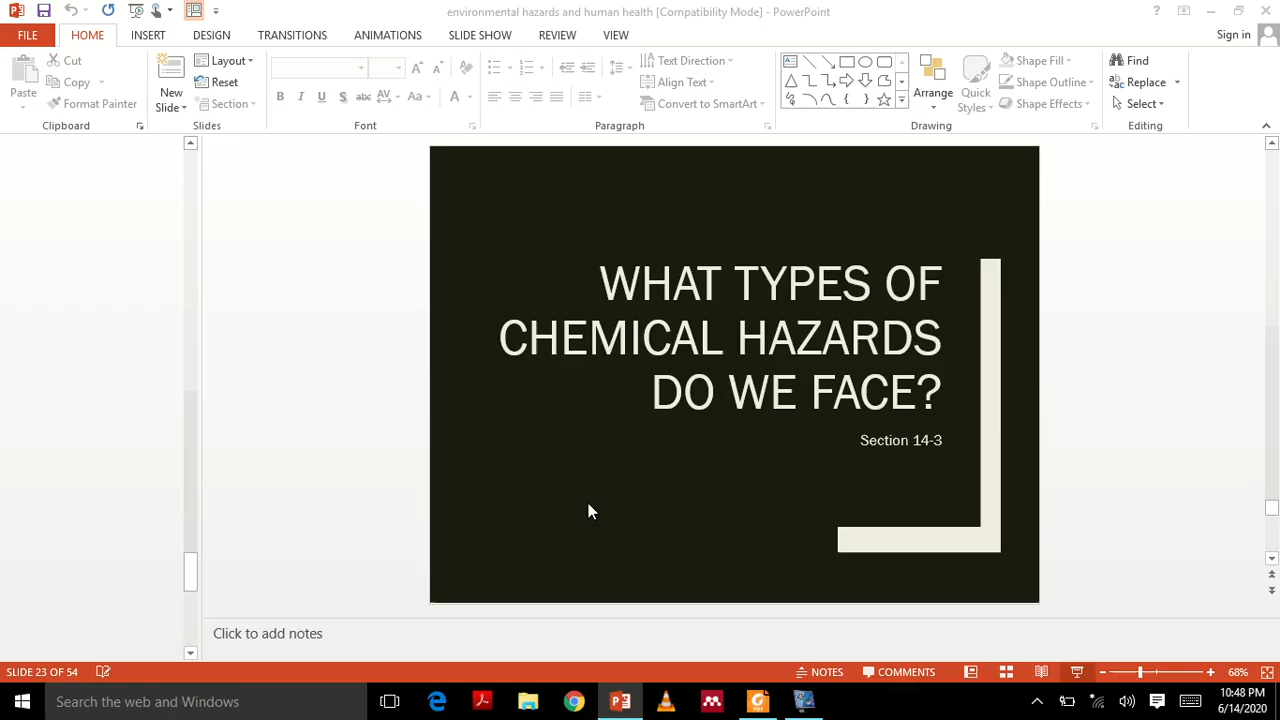 environmental hazards and human health [Compatibility Mode] - PowerPoint
FILE HOME INSERT DESIGN TRANSITIONS ANIMATIONS SLIDE SHOW REVIEW VIEW Sign in
Paste Cut Copy Format Painter
New Slide Layout Reset Section
Text Direction Align Text Convert to SmartArt
Arrange Quick Styles Shape Fill Shape Outline Shape Effects
Find Replace Select
Clipboard Slides Font Paragraph Drawing Editing
WHAT TYPES OF
CHEMICAL HAZARDS
DO WE FACE?
Section 14-3
Click to add notes
SLIDE 23 OF 54 NOTES COMMENTS 68%
Search the web and Windows
10:48 PM
6/14/2020